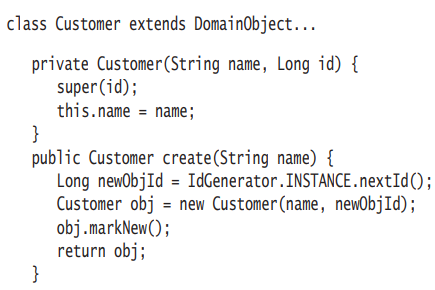 class Customer extends DomainObject...
private Customer(String name, Long id) {
super(id);
this.name = name;
}
public Customer create(String name) {
Long newObjId = IdGenerator.INSTANCE.nextId();
Customer obj = new Customer(name, newObjId);
obj.markNew();
return obj;
}